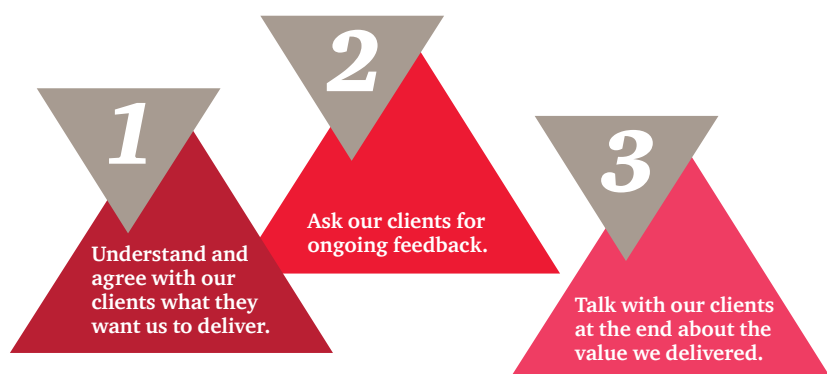 1
Understand and
agree with our
clients what they
want us to deliver.
2
Ask our clients for
ongoing feedback.
3
Talk with our clients
at the end about the
value we delivered.